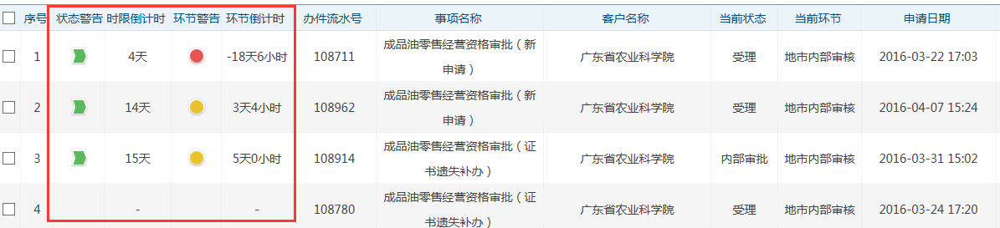 序号 状态警告 时限倒计时 环节警告 环节倒计时 办件流水号 事项名称 客户名称 当前状态 当前环节 申请日期
1 4天 -18天6小时 108711 成品油零售经营资格审批（新申请） 广东省农业科学院 受理 地市内部审核 2016-03-22 17:03
2 14天 3天4小时 108962 成品油零售经营资格审批（新申请） 广东省农业科学院 受理 地市内部审核 2016-04-07 15:24
3 15天 5天0小时 108914 成品油零售经营资格审批（证书遗失补办） 广东省农业科学院 内部审批 地市内部审核 2016-03-31 15:02
4 - - 108780 成品油零售经营资格审批（证书遗失补办） 广东省农业科学院 受理 地市内部审核 2016-03-24 17:20